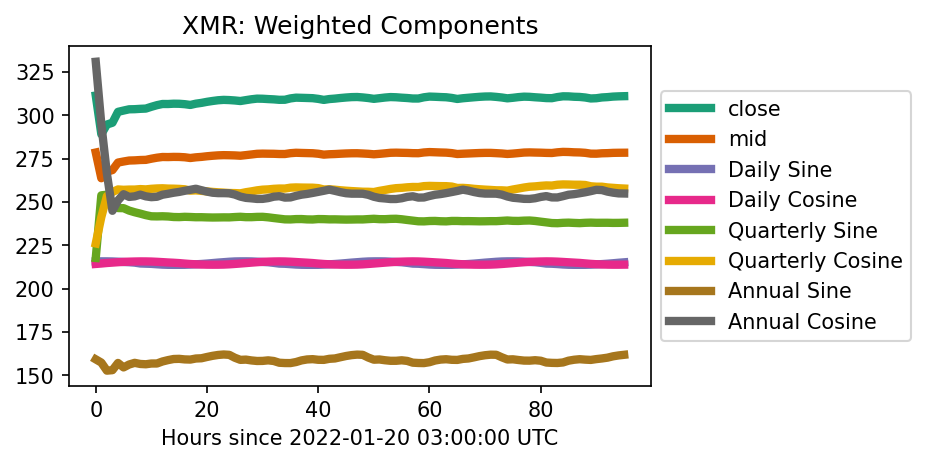 XMR: Weighted Components
325
300
275
250
225
200
175
150
0
20
40
60
80
Hours since 2022-01-20 03:00:00 UTC
close
mid
Daily Sine
Daily Cosine
Quarterly Sine
Quarterly Cosine
Annual Sine
Annual Cosine